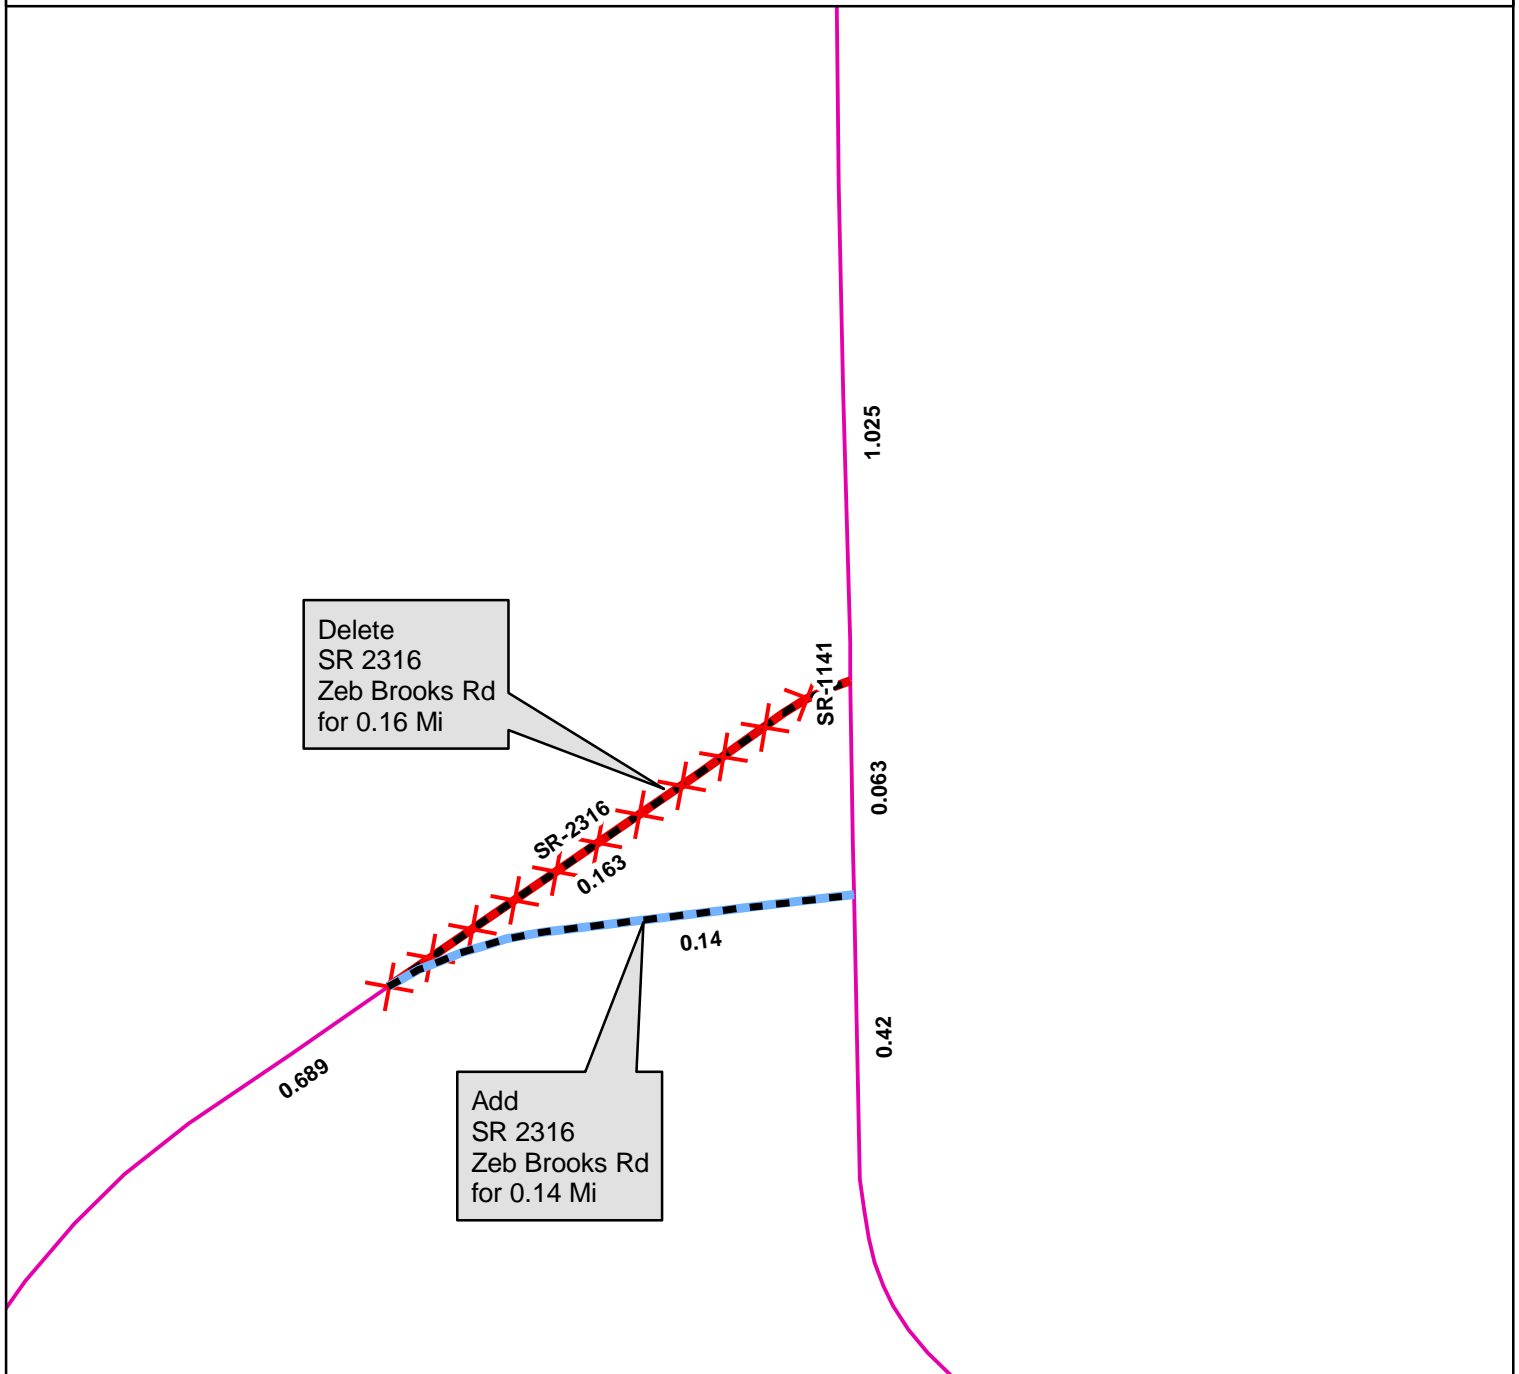 1.025
Delete
SR 2316
Zeb Brooks Rd
for 0.16 Mi
SR-1141
0.063
SR-2316
0.163
0.14
0.42
0.689
Add
SR 2316
Zeb Brooks Rd
for 0.14 Mi